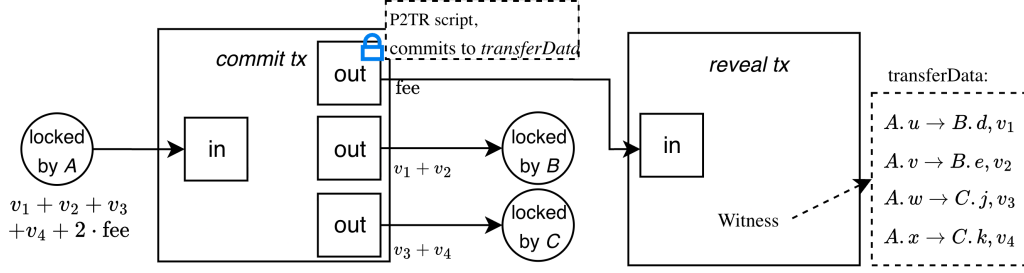 P2TR script,
commits to transferData
commit tx
out
fee
reveal tx
transferData:
locked
by A
in
out
v₁ + v₂
locked
by B
in
A.u → B.d, v₁
A.v → B.e, v₂
A.w → C.j, v₃
A.x → C.k, v₄
v₁ + v₂ + v₃
+v₄ + 2 · fee
out
v₃ + v₄
locked
by C
Witness